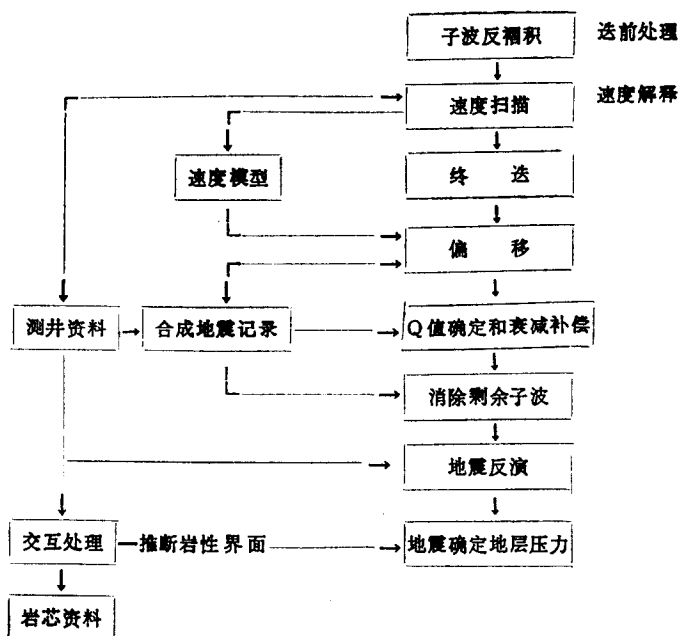 子波反褶积 迭前处理
速度扫描 速度解释
速度模型 终 迭
偏 移
测井资料 合成地震记录 Q值确定和衰减补偿
消除剩余子波
地震反演
交互处理 推断岩性界面 地震确定地层压力
岩芯资料